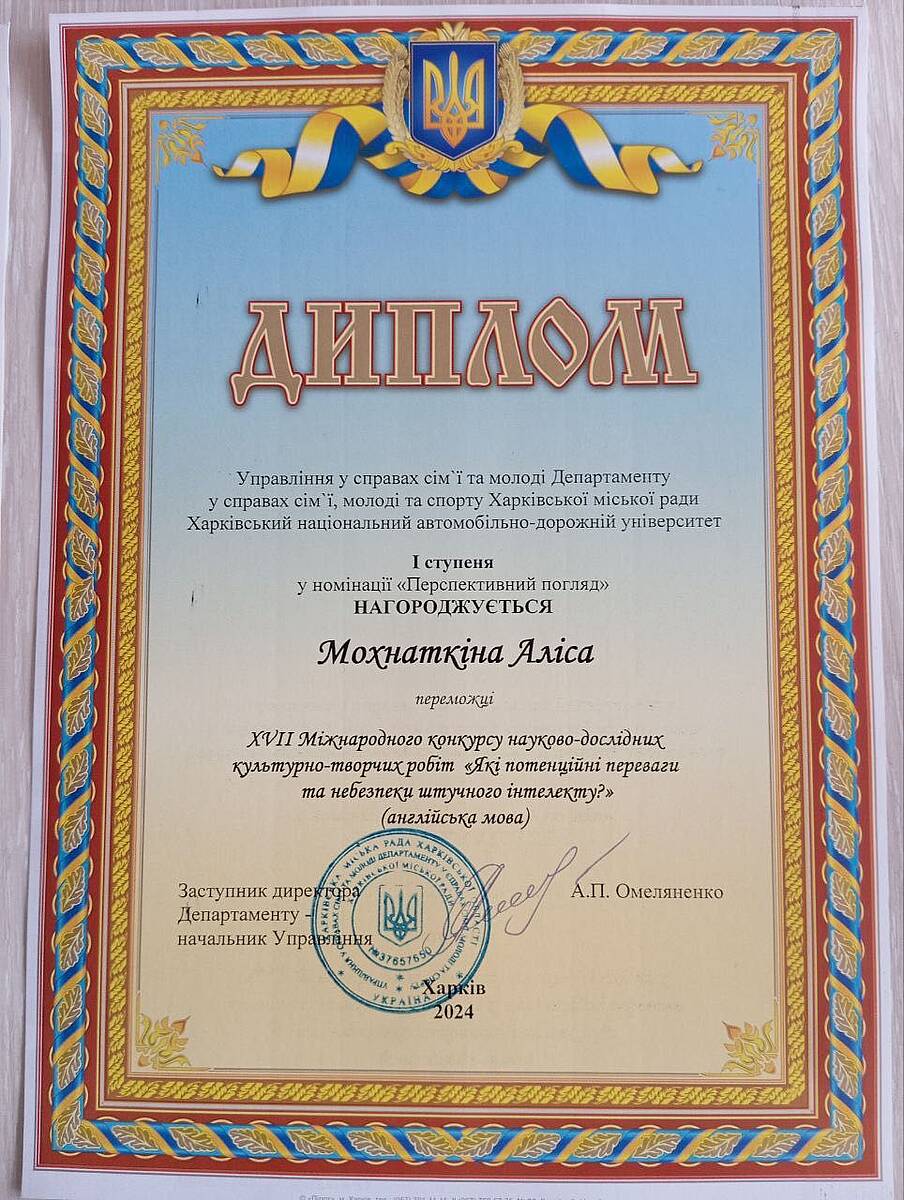 ДИПЛОМ
Управління у справах сім`ї та молоді Департаменту
у справах сім`ї, молоді та спорту Харківської міської ради
Харківський національний автомобільно-дорожній університет
І ступеня
у номінації «Перспективний погляд»
НАГОРОДЖУЄТЬСЯ
Мохнаткіна Аліса
переможці
XVII Міжнародного конкурсу науково-дослідних
культурно-творчих робіт «Які потенційні переваги
та небезпеки штучного інтелекту?»
(англійська мова)
Заступник директора
Департаменту -
начальник Управління
А.П. Омеляненко
№37657650
УКРАЇНА
Харків
2024